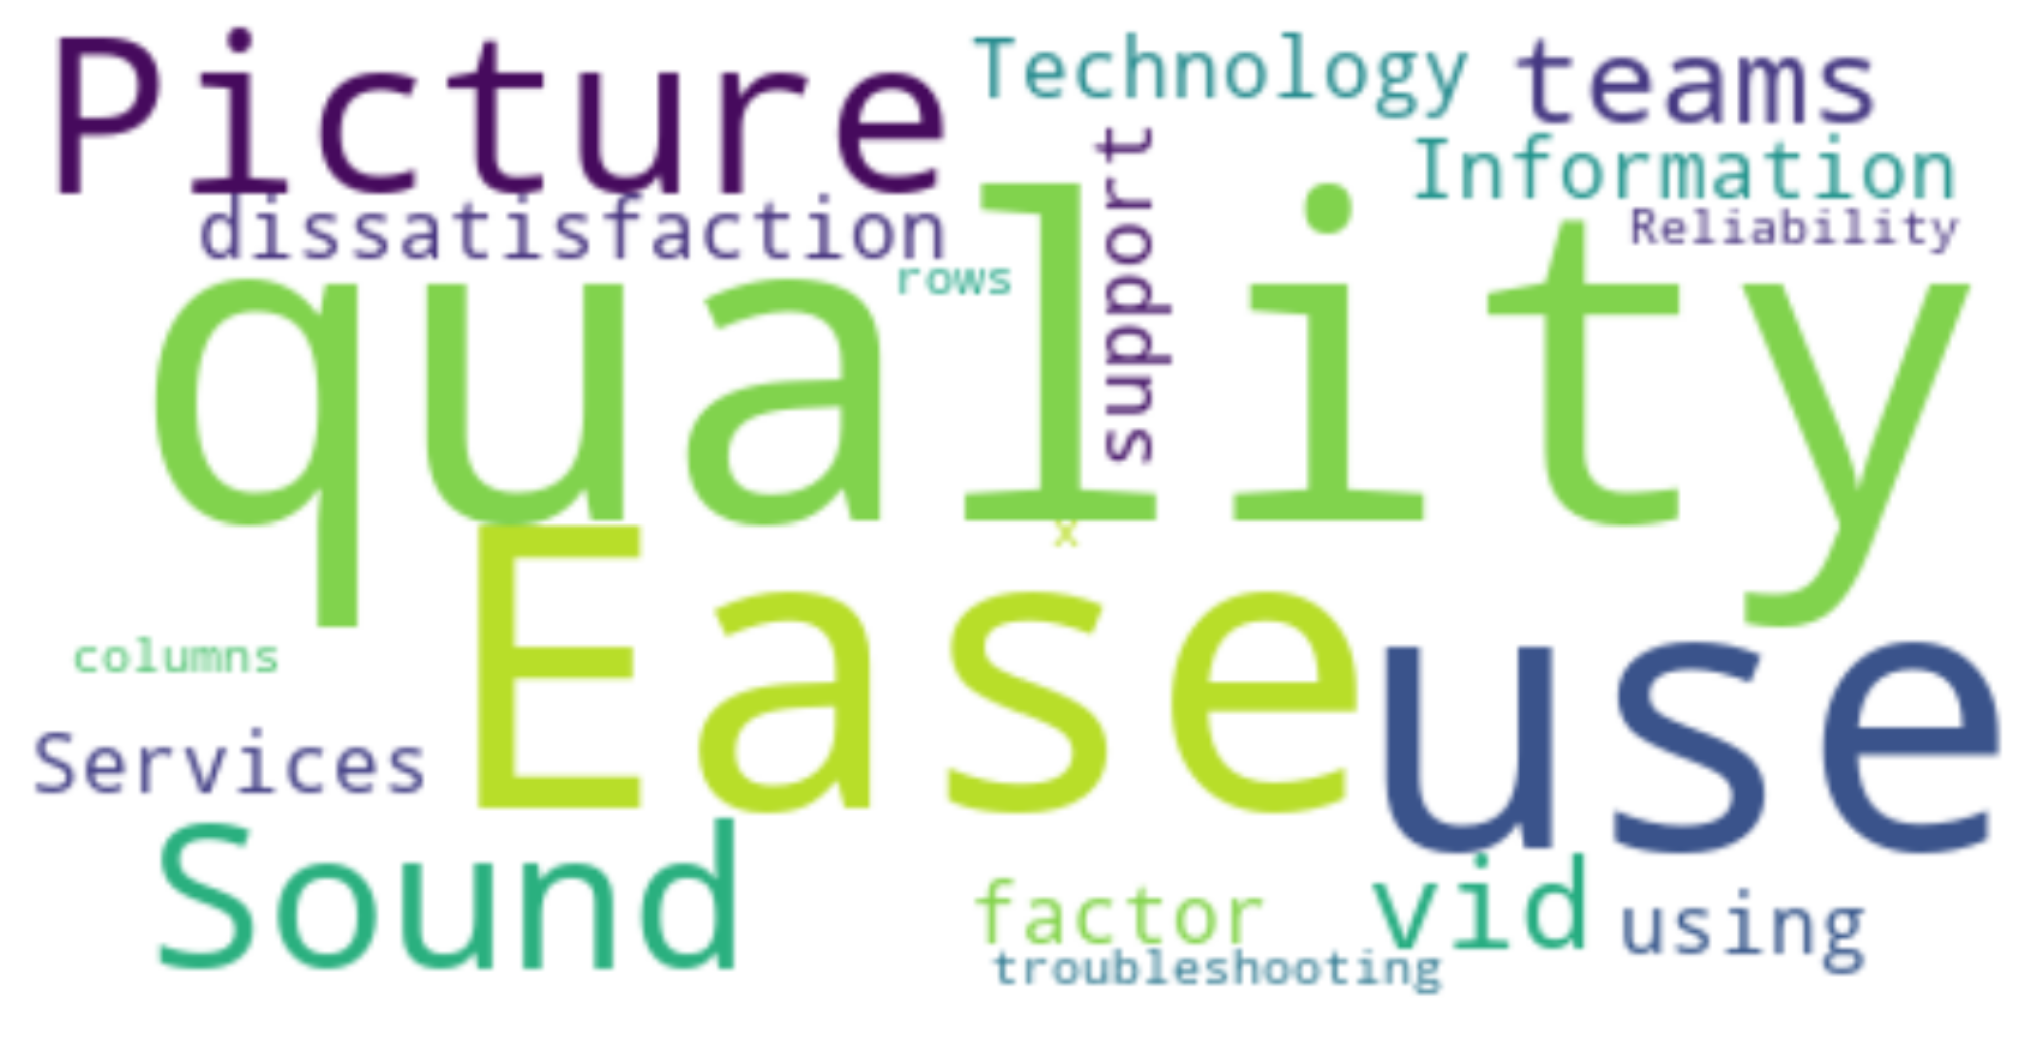 Picture
Technology
teams
Information
support
dissatisfaction
Reliability
rows
quality
x
Ease
columns
use
Services
Sound
factor
vid
using
troubleshooting